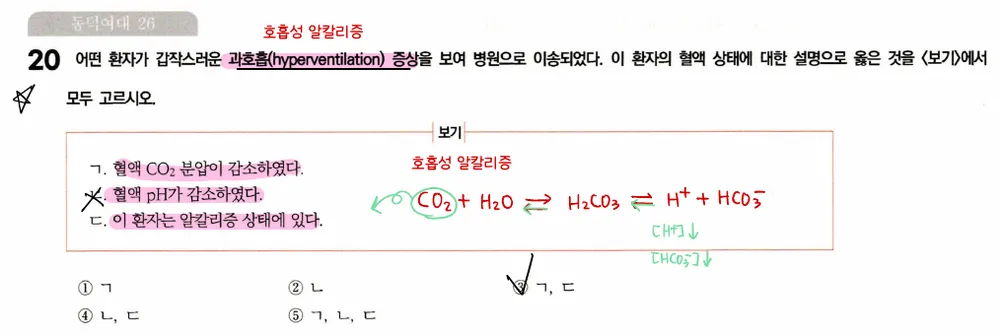 동덕여대 26
호흡성 알칼리증
20 어떤 환자가 갑작스러운 과호흡(hyperventilation) 증상을 보여 병원으로 이송되었다. 이 환자의 혈액 상태에 대한 설명으로 옳은 것을 <보기>에서
모두 고르시오.
보기
호흡성 알칼리증
ㄱ. 혈액 CO₂ 분압이 감소하였다.
ㄴ. 혈액 pH가 감소하였다.
CO₂ + H₂O ⇌ H₂CO₃ ⇌ H⁺ + HCO₃⁻
ㄷ. 이 환자는 알칼리증 상태에 있다.
[H+]↓
[HCO₃⁻]↓
① ㄱ ② ㄴ ③ ㄱ, ㄷ
④ ㄴ, ㄷ ⑤ ㄱ, ㄴ, ㄷ